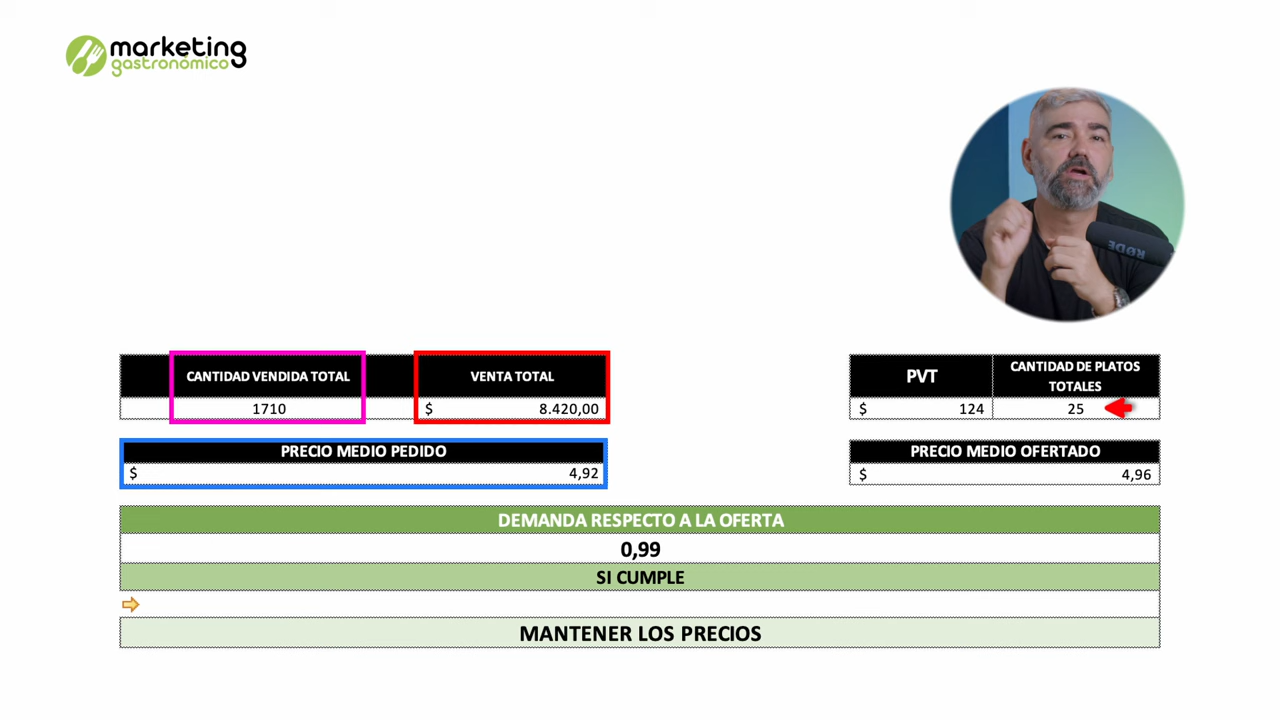 marketing
gastronómico
CANTIDAD VENDIDA TOTAL
VENTA TOTAL
1710
$ 8.420,00
PVT
CANTIDAD DE PLATOS
TOTALES
$ 124
25
PRECIO MEDIO PEDIDO
$ 4,92
PRECIO MEDIO OFERTADO
$ 4,96
DEMANDA RESPECTO A LA OFERTA
0,99
SI CUMPLE
MANTENER LOS PRECIOS
RØDE